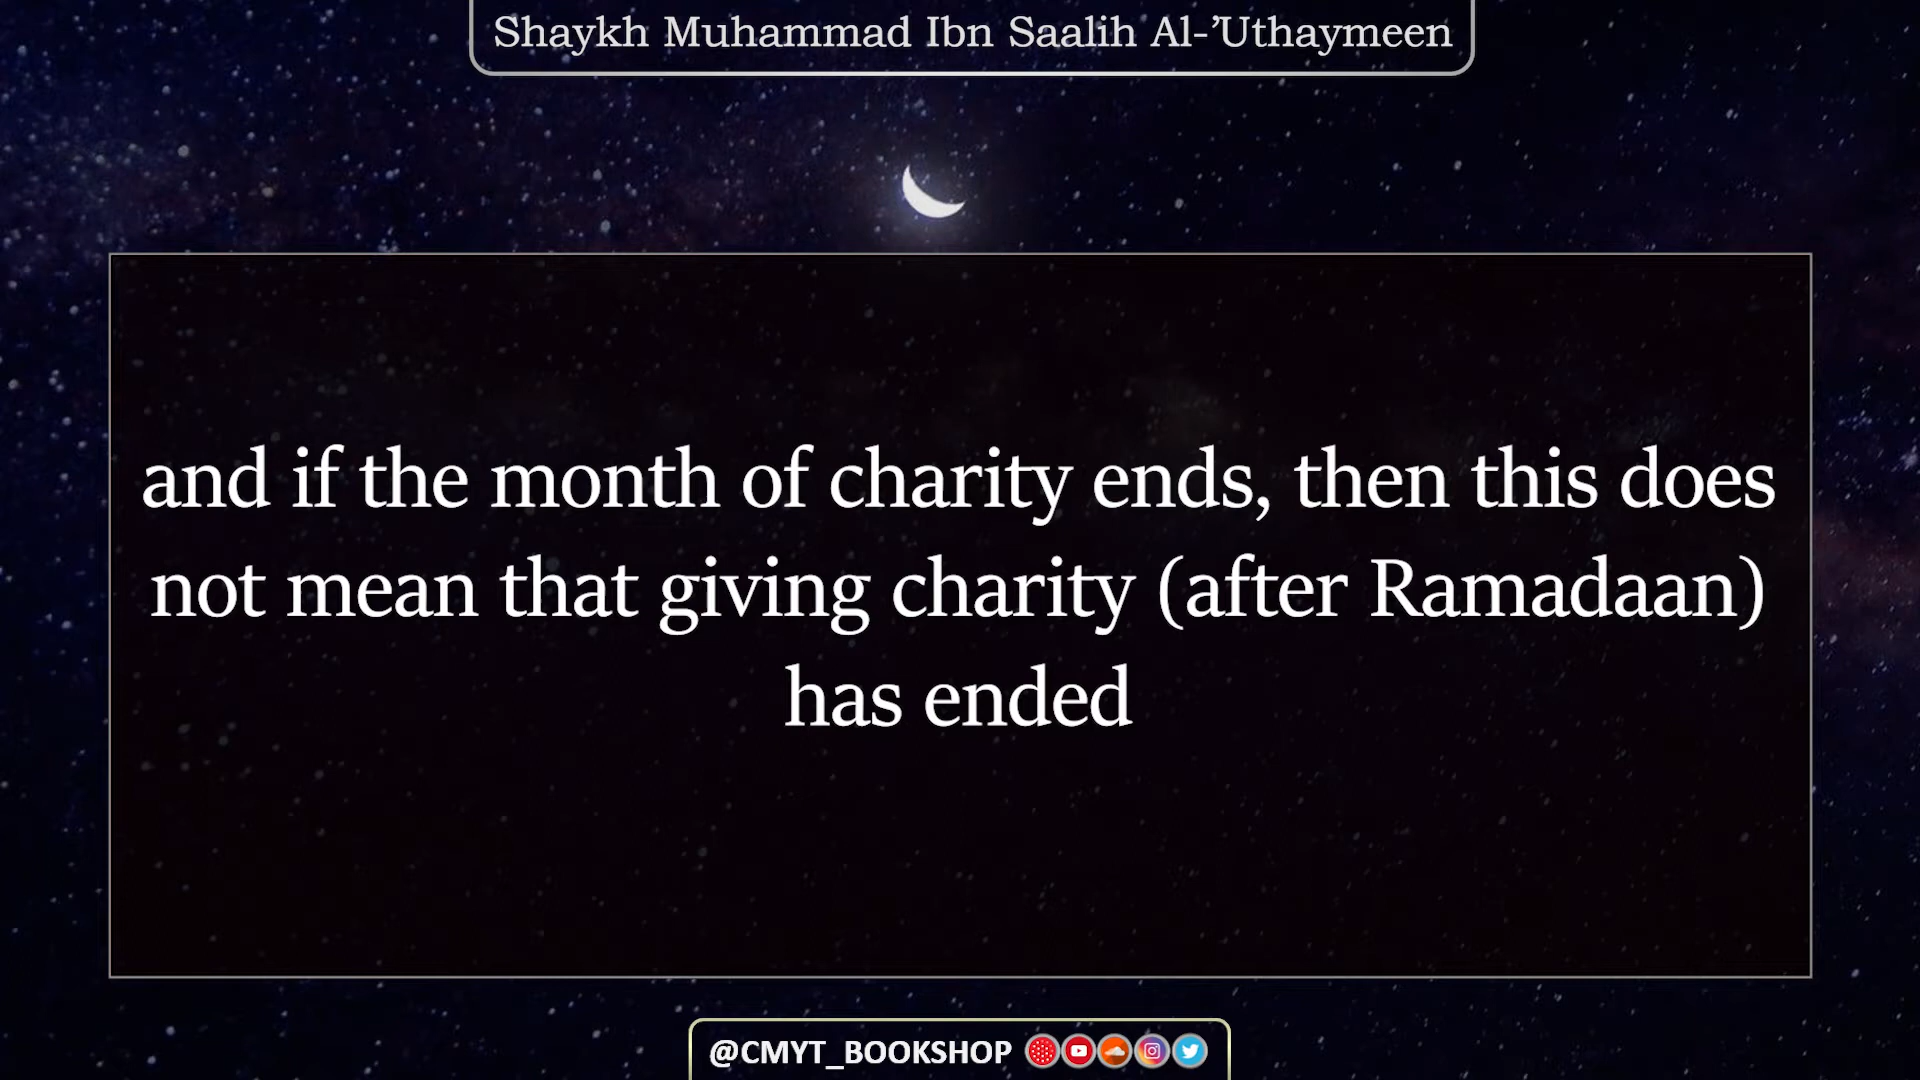 Shaykh Muhammad Ibn Saalih Al-’Uthaymeen
and if the month of charity ends, then this does
not mean that giving charity (after Ramadaan)
has ended
@CMYT_BOOKSHOP